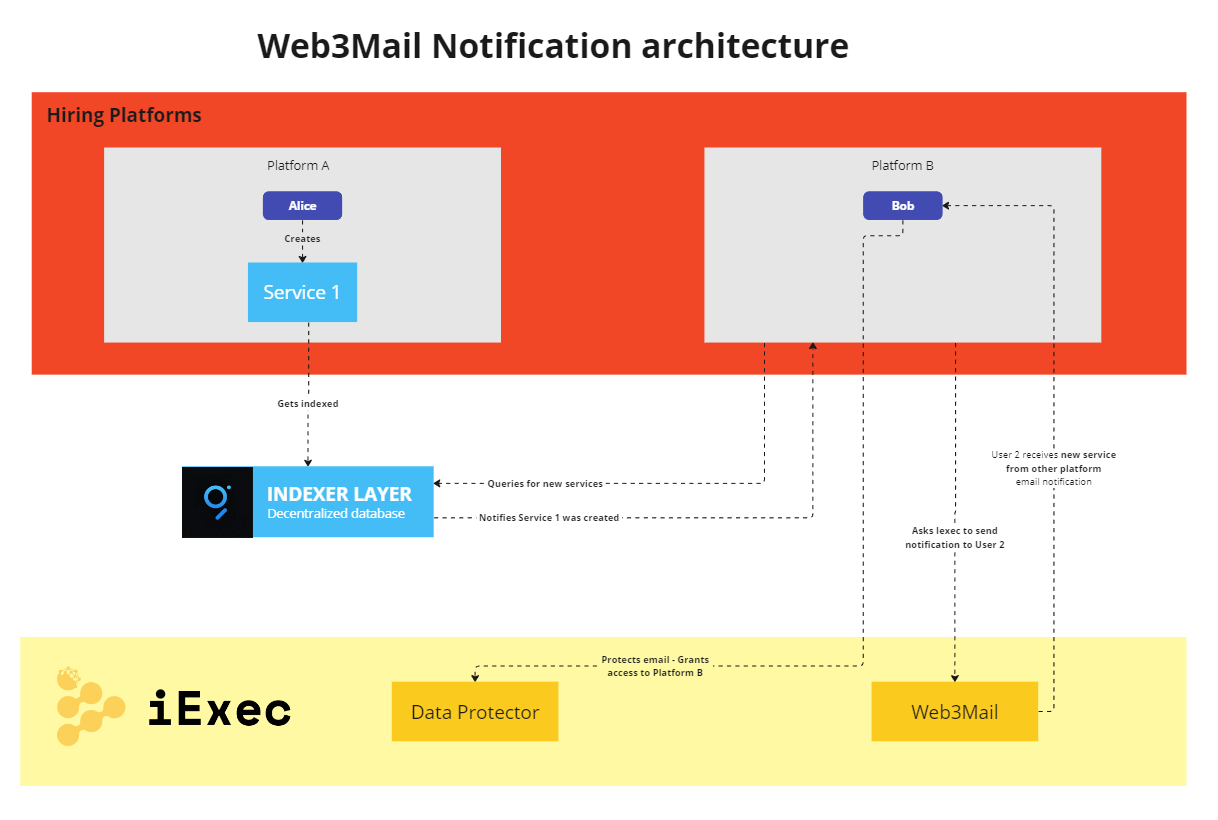 Web3Mail Notification architecture
Hiring Platforms
Platform A
Alice
Creates
Service 1
Platform B
Bob
Gets indexed
INDEXER LAYER
Decentralized database
Queries for new services
Notifies Service 1 was created
User 2 receives new service
from other platform
email notification
Asks Iexec to send
notification to User 2
Protects email - Grants
access to Platform B
iExec
Data Protector
Web3Mail